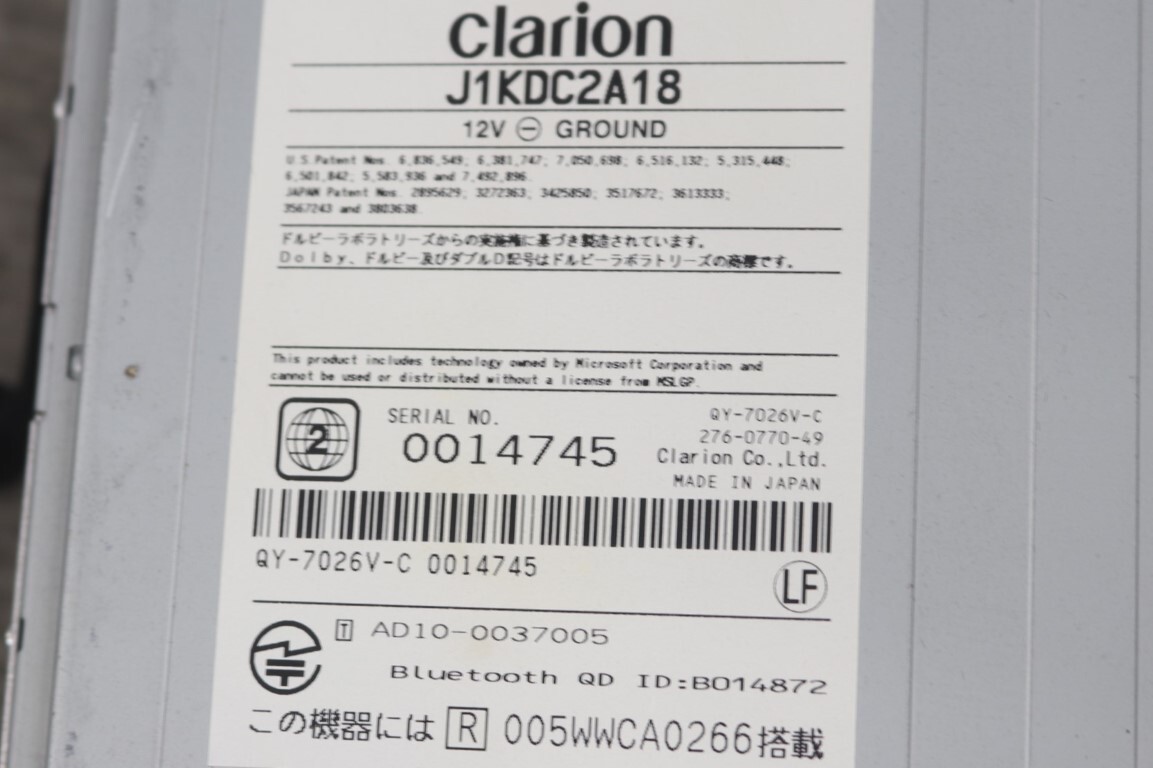 clarion
J1KDC2A18
12V ⊖ GROUND
U.S.Patent Nos. 6,836,549; 6,381,747; 7,050,698; 6,516,132; 5,315,448;
6,501,842; 5,583,936 and 7,492,896.
JAPAN Patent Nos. 2895629; 3272363, 3425850; 3517672; 3613333;
3567243 and 3803638.
ドルビーラボラトリーズからの実施権に基づき製造されています。
Dolby、ドルビー及びダブルD記号はドルビーラボラトリーズの商標です。
This product includes technology owned by Microsoft Corporation and
cannot be used or distributed without a license from MSLGP.
2
SERIAL NO.
0014745
QY-7026V-C
276-0770-49
Clarion Co.,Ltd.
MADE IN JAPAN
QY-7026V-C 0014745
LF
T AD10-0037005
Bluetooth QD ID:B014872
この機器には R 005WWCA0266搭載